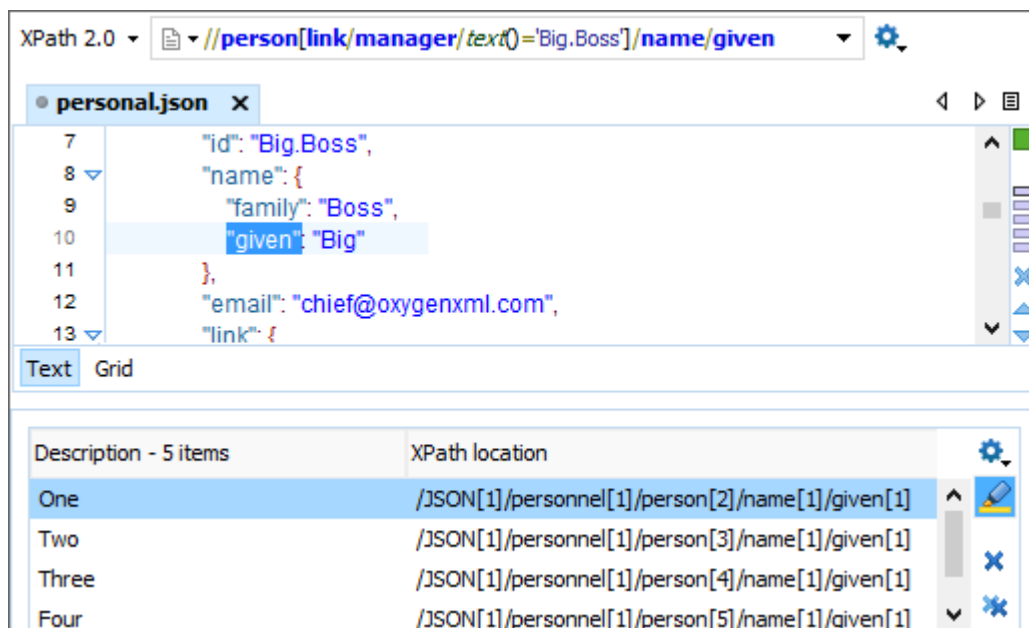 XPath 2.0 //person[link/manager/text()='Big.Boss']/name/given
personal.json
7 "id": "Big.Boss",
8 "name": {
9 "family": "Boss",
10 "given": "Big"
11 },
12 "email": "chief@oxygenxml.com",
13 "link": {
Text Grid
Description - 5 items XPath location
One /JSON[1]/personnel[1]/person[2]/name[1]/given[1]
Two /JSON[1]/personnel[1]/person[3]/name[1]/given[1]
Three /JSON[1]/personnel[1]/person[4]/name[1]/given[1]
Four /JSON[1]/personnel[1]/person[5]/name[1]/given[1]